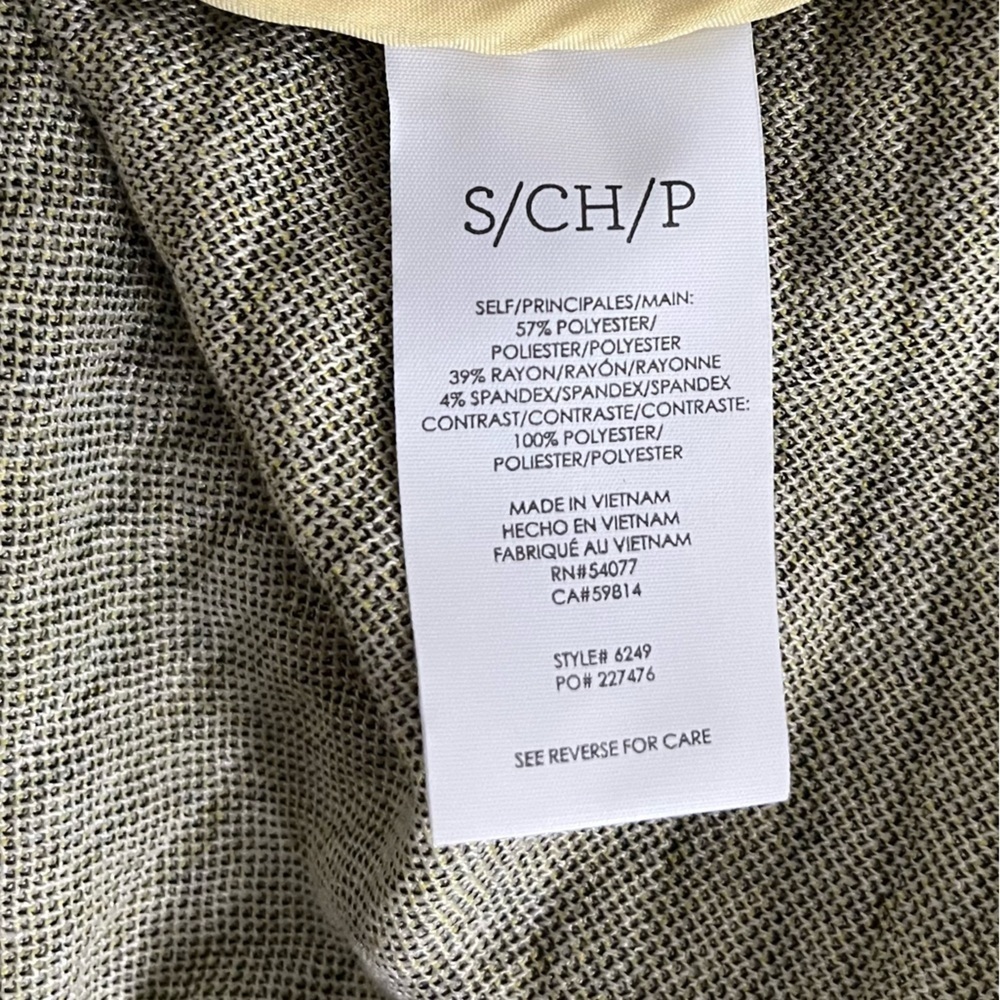 S/CH/P
SELF/PRINCIPALES/MAIN:
57% POLYESTER/
POLIESTER/POLYESTER
39% RAYON/RAYÓN/RAYONNE
4% SPANDEX/SPANDEX/SPANDEX
CONTRAST/CONTRASTE/CONTRASTE:
100% POLYESTER/
POLIESTER/POLYESTER
MADE IN VIETNAM
HECHO EN VIETNAM
FABRIQUÉ AU VIETNAM
RN#54077
CA#59814
STYLE# 6249
PO# 227476
SEE REVERSE FOR CARE